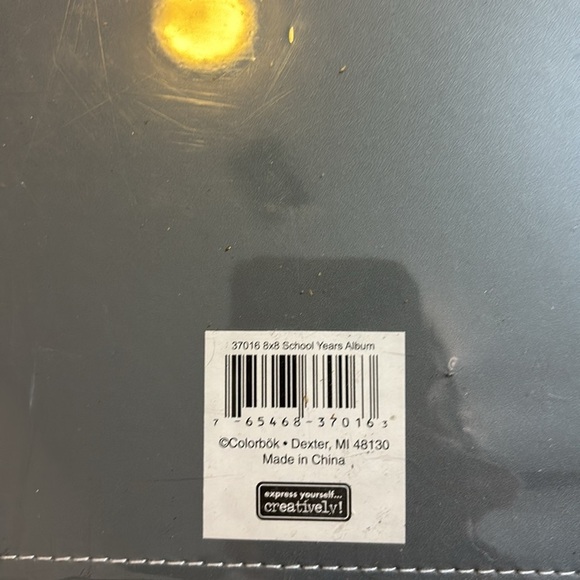 37016 8x8 School Years Album
7 -65468-37016 3
©Colorbök • Dexter, MI 48130
Made in China
express yourself...
creatively!